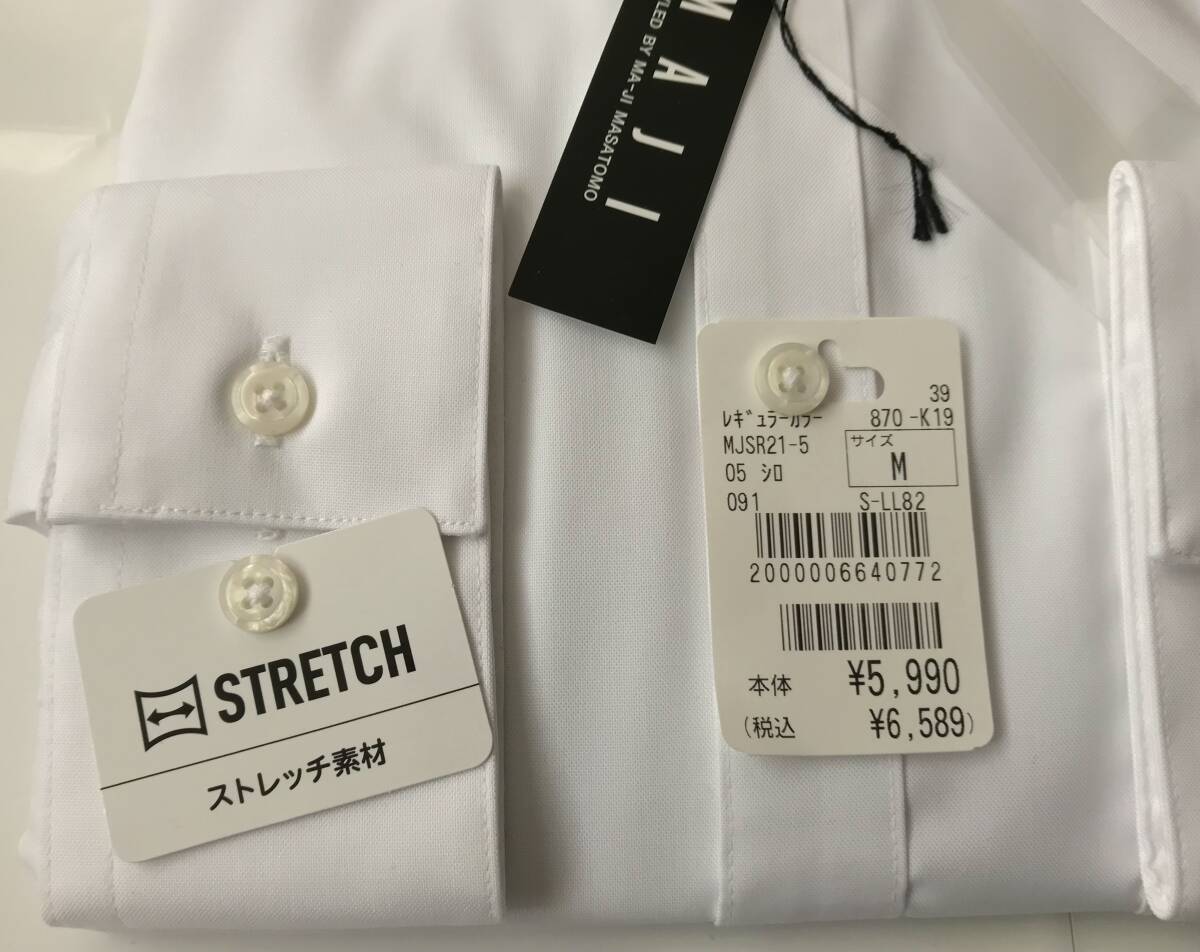 MAJI
BY MA-JI MASATOMO
39
ﾚｷﾞｭﾗｰｶﾗｰ 870 -K19
MJSR21-5
サイズ
M
05 ｼﾛ
091 S-LL82
2000006640772
本体 ¥5,990
(税込 ¥6,589)
STRETCH
ストレッチ素材